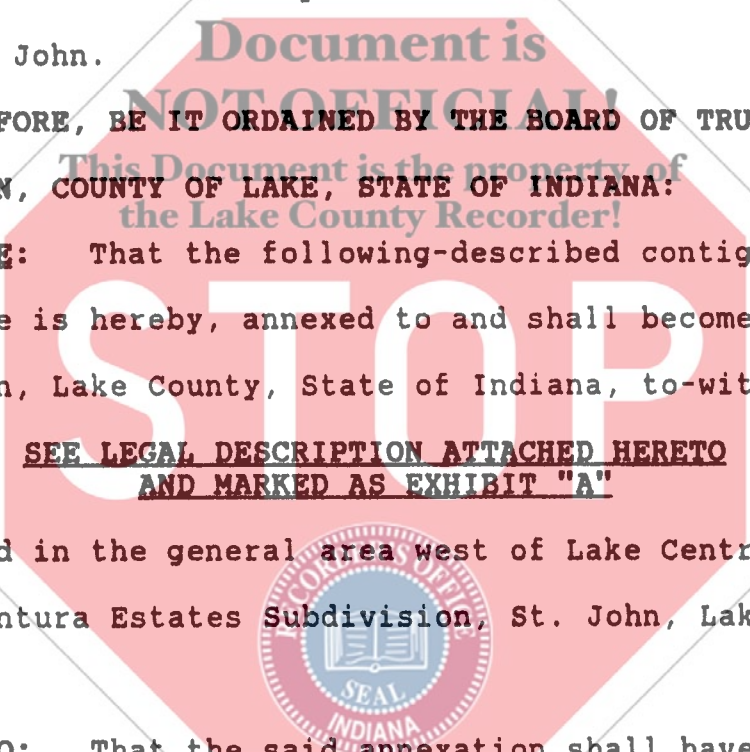 Document is
John.
NOT OFFICIAL!
FORE, BE IT ORDAINED BY THE BOARD OF TRU
This Document is the property of
N, COUNTY OF LAKE, STATE OF INDIANA:
the Lake County Recorder!
E: That the following-described contig
STOP
e is hereby, annexed to and shall become
n, Lake County, State of Indiana, to-wit
SEE LEGAL DESCRIPTION ATTACHED HERETO
AND MARKED AS EXHIBIT "A"
d in the general area west of Lake Centr
ntura Estates Subdivision, St. John, Lak
RECORDER'S OFFICE
SEAL
INDIANA
O: That the said annexation shall have